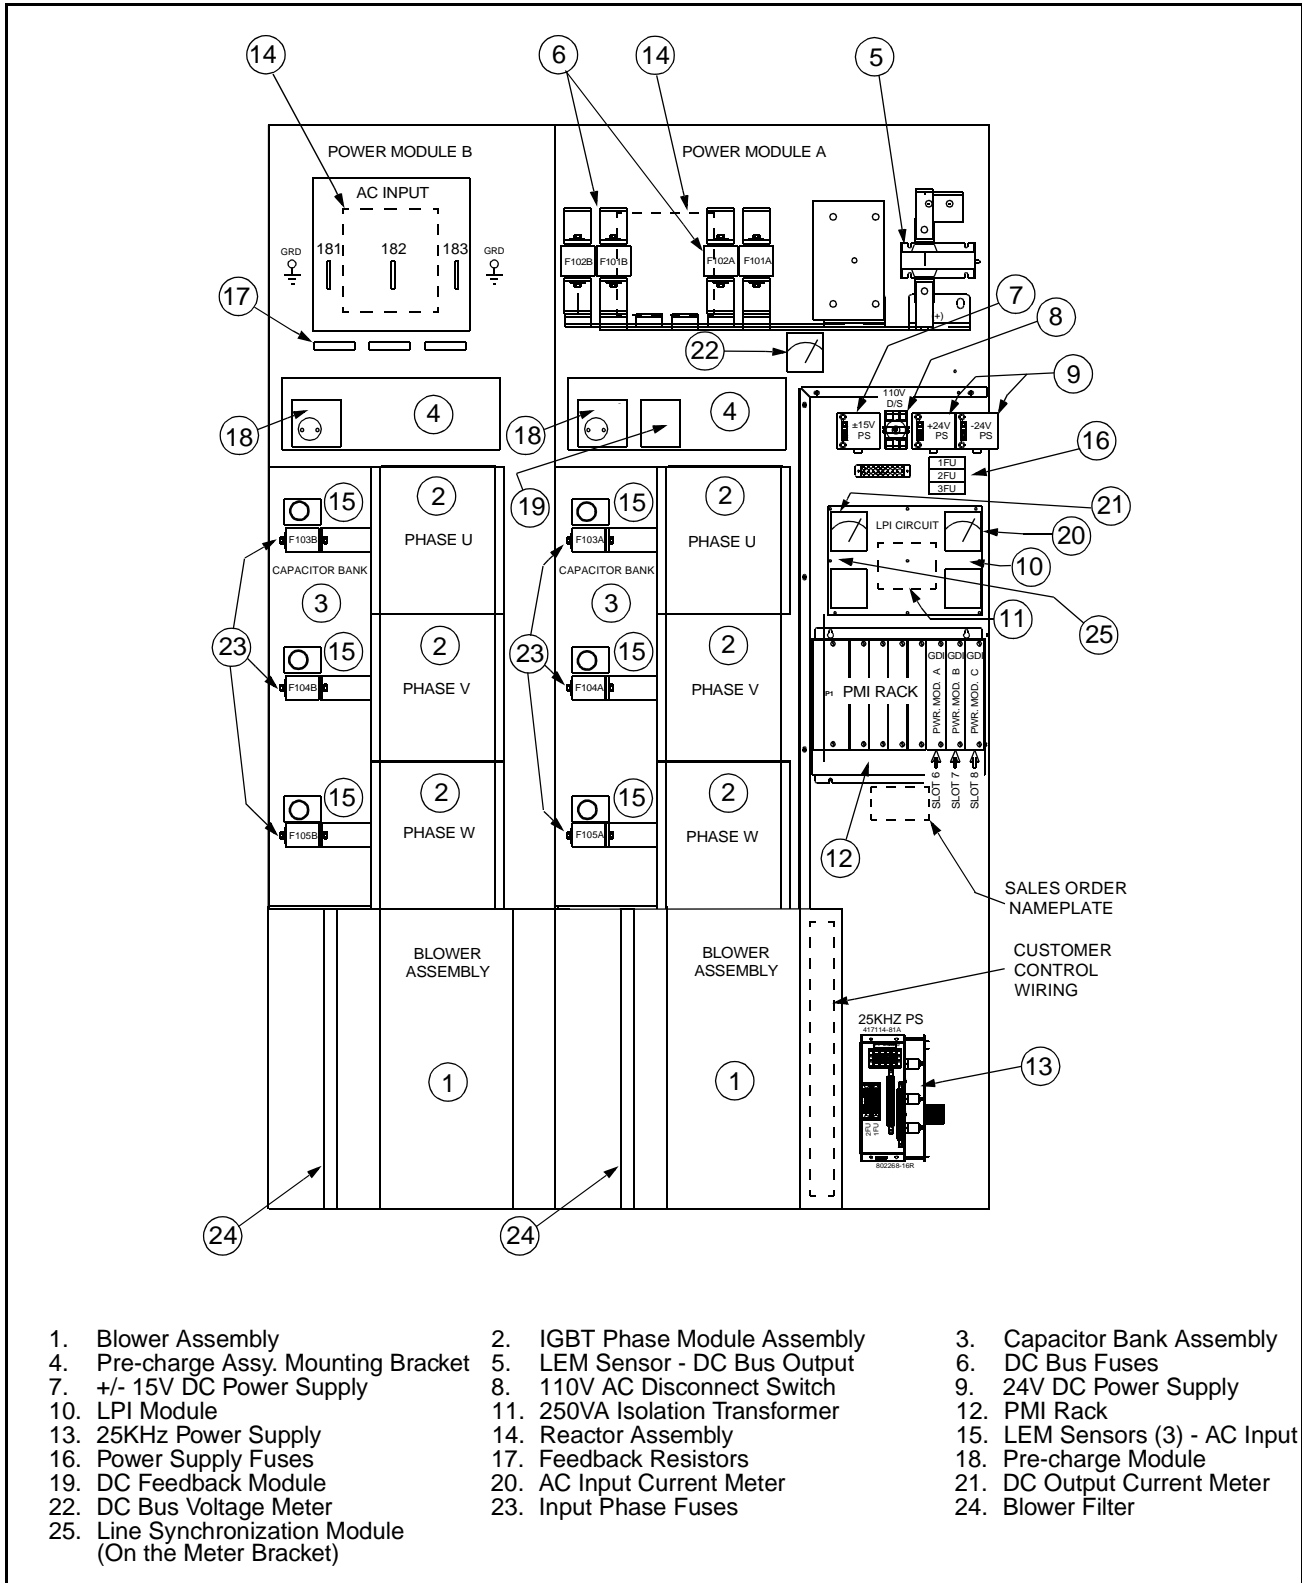 14 6 14 5
POWER MODULE B POWER MODULE A
AC INPUT
181 182 183
GRD GRD
F102B F101B F102A F101A
+)
17 7
8
22
9
110V
D/S
±15V
PS
+24V
PS
-24V
PS
18 4 18 4
16
1FU
2FU
3FU
19
21
LPI CIRCUIT
20
10
11
25
15 2 15 2
F103B PHASE U F103A PHASE U
CAPACITOR BANK CAPACITOR BANK
3 3
23 23
15 2 15 2
F104B PHASE V F104A PHASE V
15 2 15 2
F105B PHASE W F105A PHASE W
GDI GDI GDI
P1 PMI RACK
PWR. MOD. A
PWR. MOD. B
PWR. MOD. C
SLOT 6
SLOT 7
SLOT 8
12
SALES ORDER
NAMEPLATE
BLOWER
ASSEMBLY
BLOWER
ASSEMBLY
CUSTOMER
CONTROL
WIRING
25KHZ PS
417114-81A
13
1 1
2FU
1FU
802268-16R
24 24
1. Blower Assembly 2. IGBT Phase Module Assembly 3. Capacitor Bank Assembly
4. Pre-charge Assy. Mounting Bracket 5. LEM Sensor - DC Bus Output 6. DC Bus Fuses
7. +/- 15V DC Power Supply 8. 110V AC Disconnect Switch 9. 24V DC Power Supply
10. LPI Module 11. 250VA Isolation Transformer 12. PMI Rack
13. 25KHz Power Supply 14. Reactor Assembly 15. LEM Sensors (3) - AC Input
16. Power Supply Fuses 17. Feedback Resistors 18. Pre-charge Module
19. DC Feedback Module 20. AC Input Current Meter 21. DC Output Current Meter
22. DC Bus Voltage Meter 23. Input Phase Fuses 24. Blower Filter
25. Line Synchronization Module
(On the Meter Bracket)